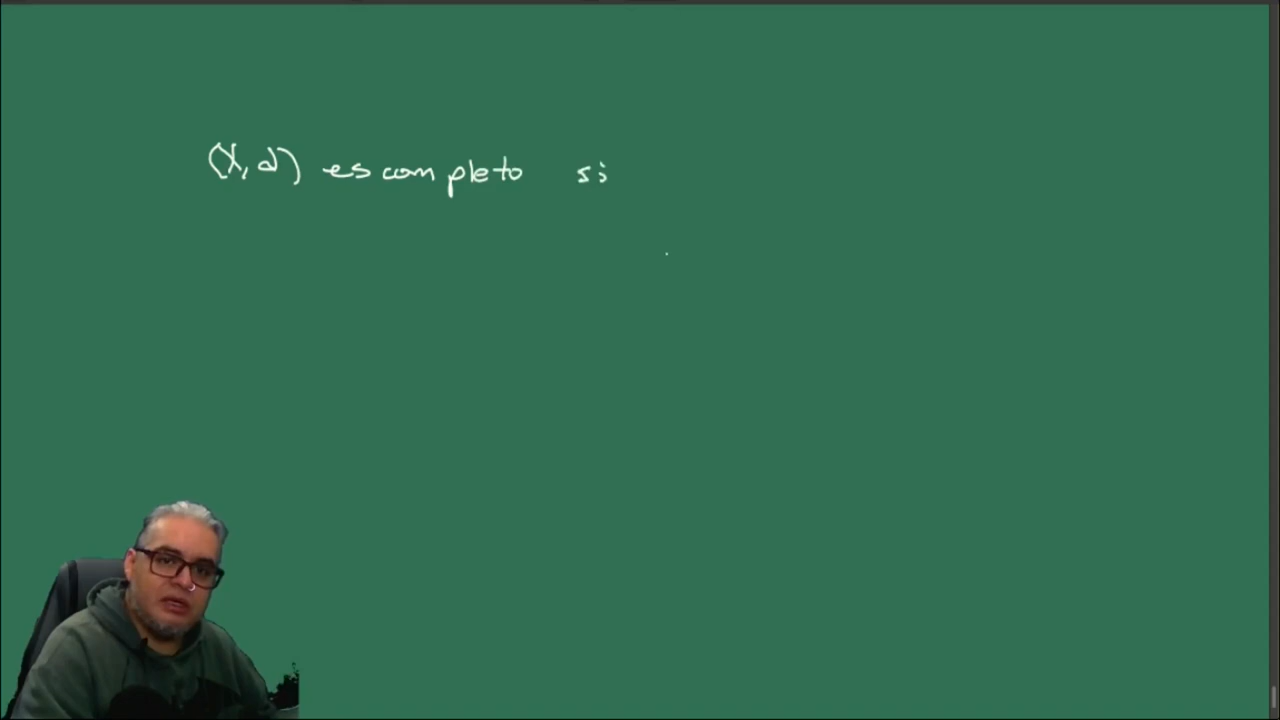 (X, d) es completo si